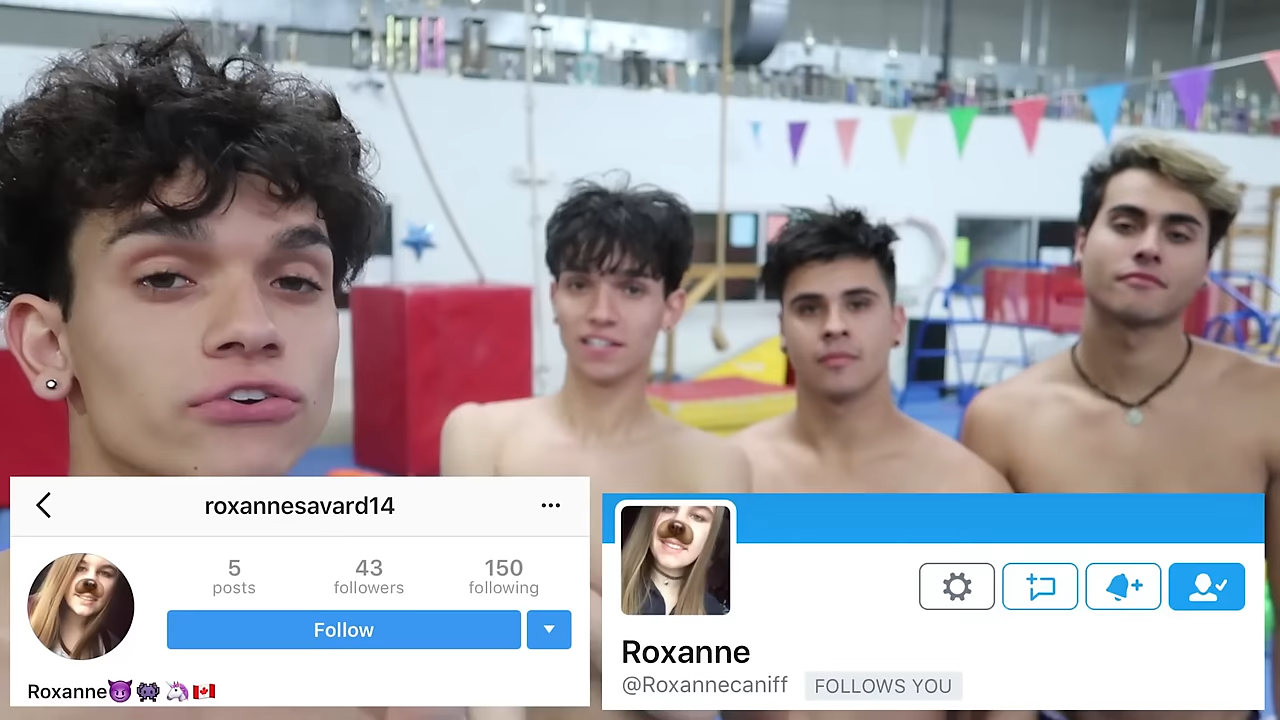 roxannesavard14
5 43 150
posts followers following
Follow
Roxanne😈👾🦄🇨🇦
Roxanne
@Roxannecaniff FOLLOWS YOU